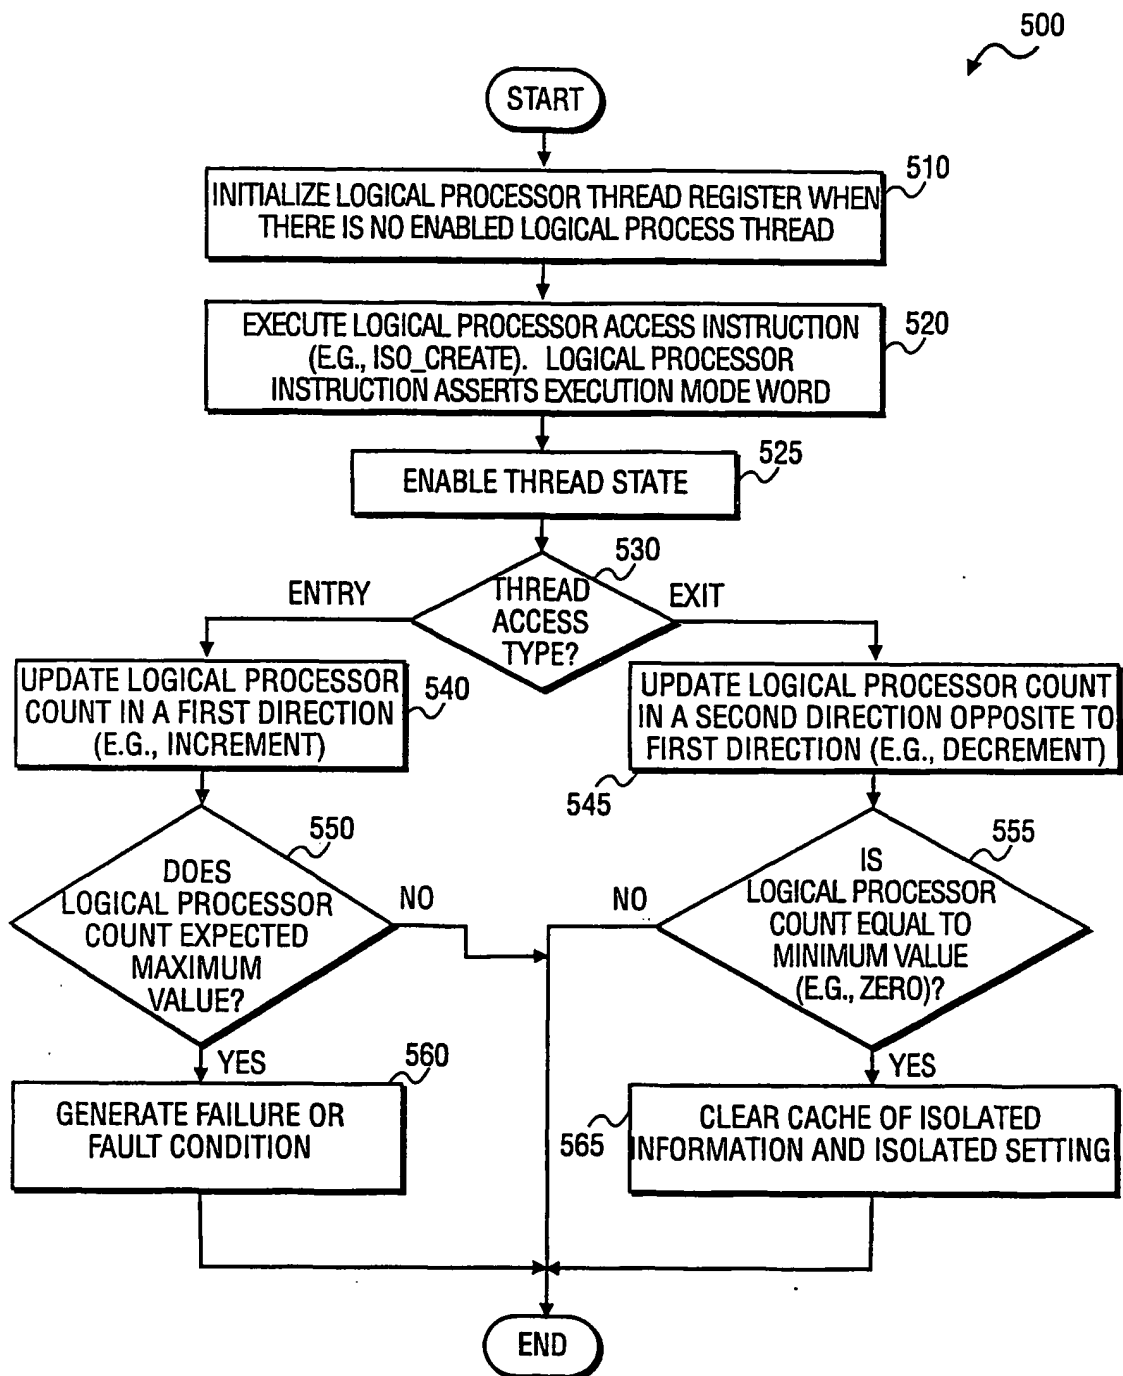 500
START
510
INITIALIZE LOGICAL PROCESSOR THREAD REGISTER WHEN
THERE IS NO ENABLED LOGICAL PROCESS THREAD
520
EXECUTE LOGICAL PROCESSOR ACCESS INSTRUCTION
(E.G., ISO_CREATE). LOGICAL PROCESSOR
INSTRUCTION ASSERTS EXECUTION MODE WORD
525
ENABLE THREAD STATE
530
ENTRY
THREAD
ACCESS
TYPE?
EXIT
UPDATE LOGICAL PROCESSOR
COUNT IN A FIRST DIRECTION
(E.G., INCREMENT)
540
UPDATE LOGICAL PROCESSOR COUNT
IN A SECOND DIRECTION OPPOSITE TO
FIRST DIRECTION (E.G., DECREMENT)
545
550
DOES
LOGICAL PROCESSOR
COUNT EXPECTED
MAXIMUM
VALUE?
NO
555
IS
LOGICAL PROCESSOR
COUNT EQUAL TO
MINIMUM VALUE
(E.G., ZERO)?
NO
YES
560
GENERATE FAILURE OR
FAULT CONDITION
YES
565
CLEAR CACHE OF ISOLATED
INFORMATION AND ISOLATED SETTING
END